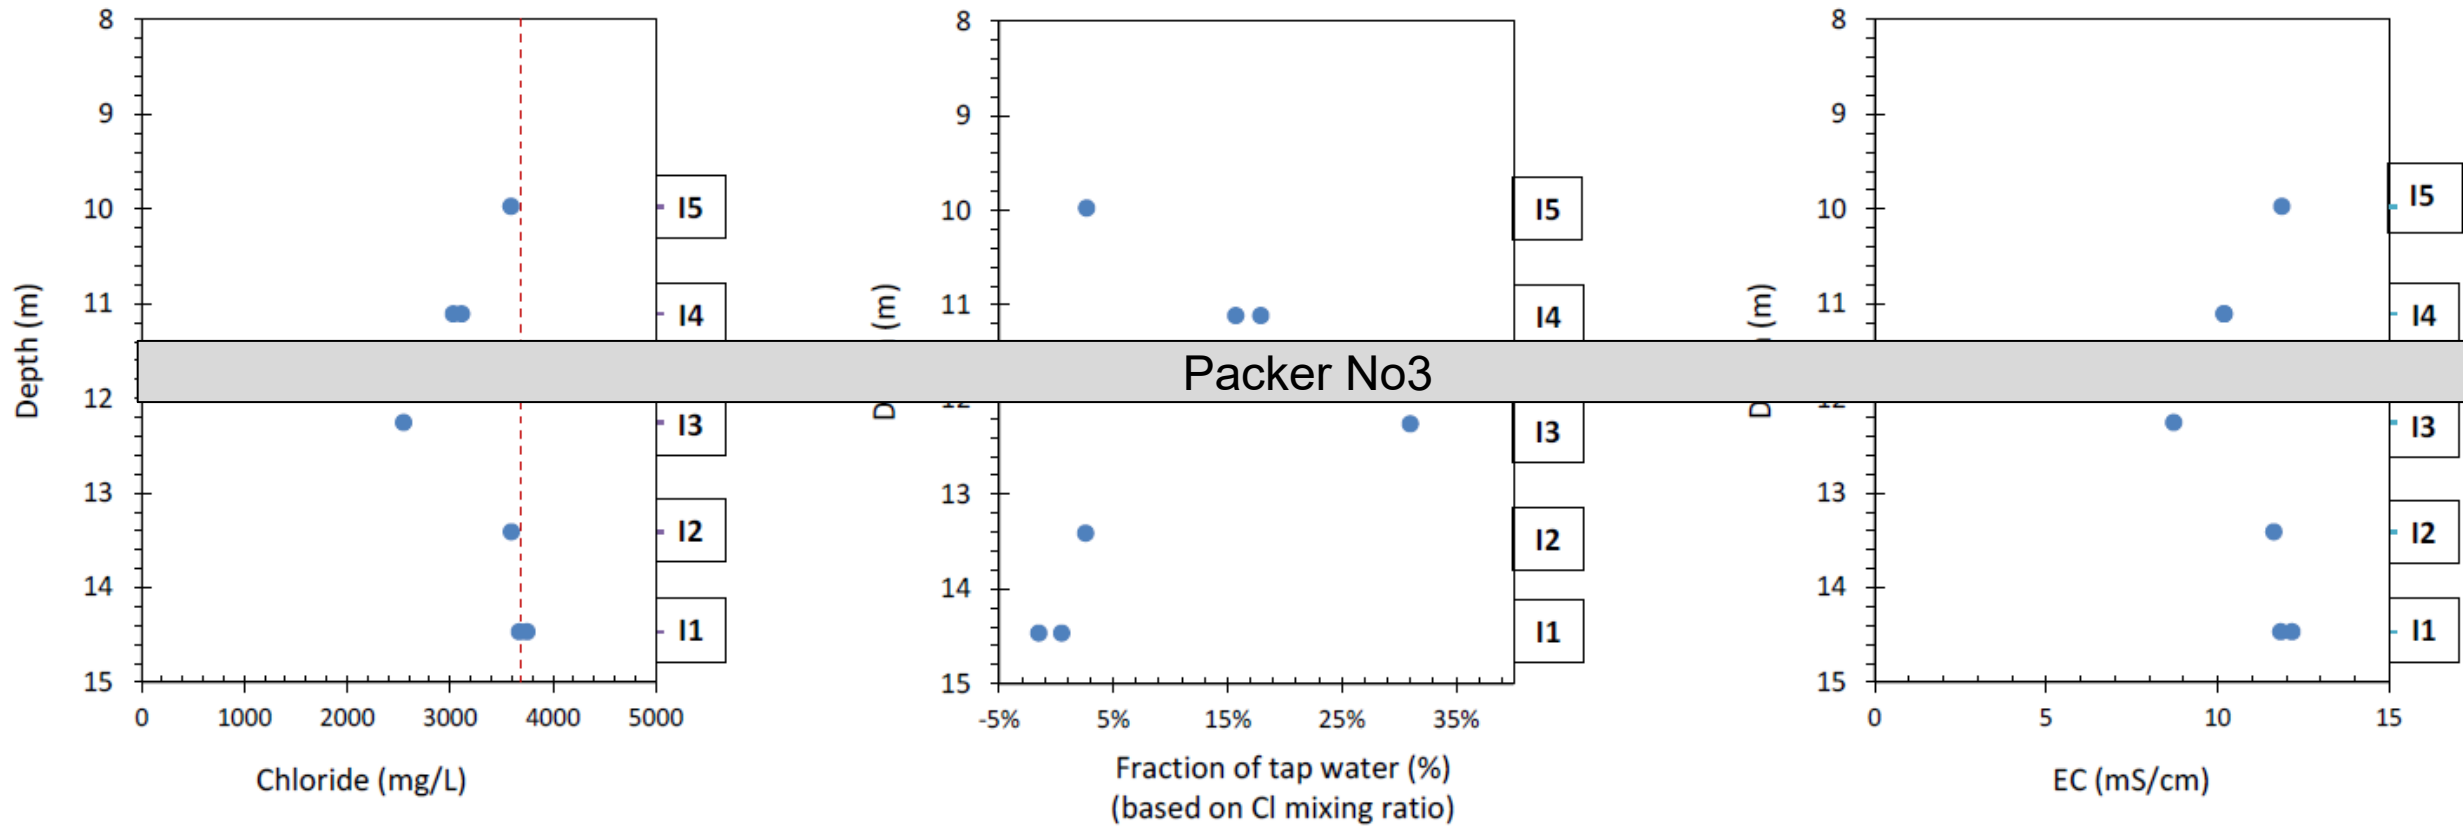 8
9
10
11
12
13
14
15
Depth (m)
0 1000 2000 3000 4000 5000
Chloride (mg/L)
I5
I4
I3
I2
I1
8
9
10
11
13
14
15
(m)
-5% 5% 15% 25% 35%
Fraction of tap water (%)
(based on Cl mixing ratio)
I5
I4
I3
I2
I1
8
9
10
11
13
14
15
(m)
0 5 10 15
EC (mS/cm)
I5
I4
I3
I2
I1
Packer No3